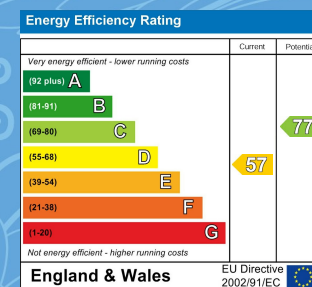 Energy Efficiency Rating
Current
Very energy efficient - lower running costs
(92 plus) A
(81-91) B
(69-80) C
77
(55-68) D
57
(39-54) E
(21-38) F
(1-20) G
Not energy efficient - higher running costs
England & Wales
EU Directive
2002/91/EC